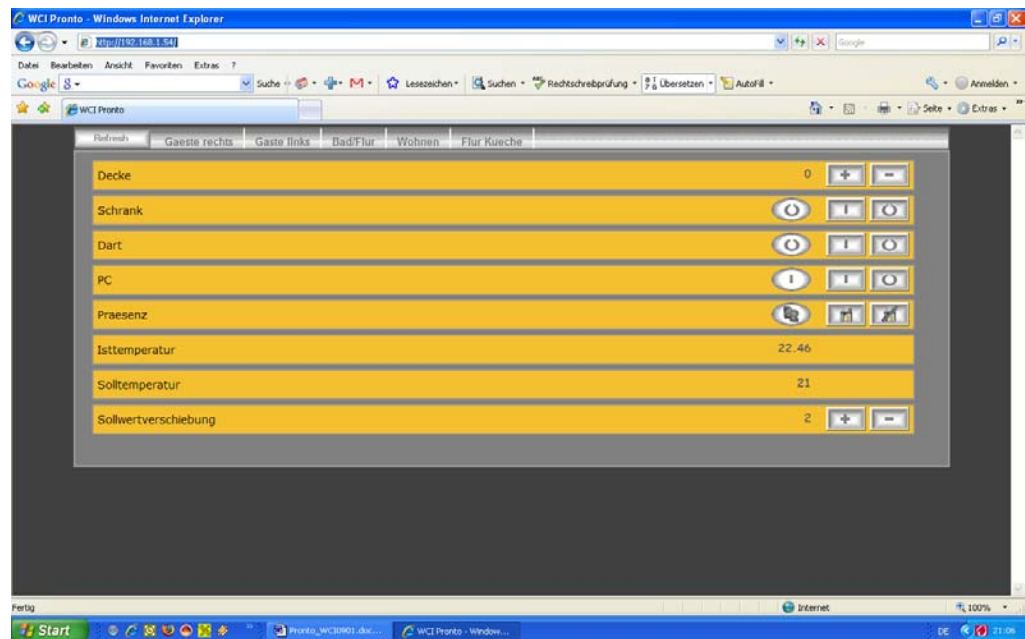 WCI Pronto - Windows Internet Explorer
http://192.168.1.54/
Google
Datei Bearbeiten Ansicht Favoriten Extras ?
Google Suche Lesezeichen Suchen Rechtschreibprüfung Übersetzen AutoFill Anmelden
WCI Pronto Seite Extras
Refresh Gaeste rechts Gaste links Bad/Flur Wohnen Flur Kueche
Decke 0 + -
Schrank
Dart
PC
Praesenz
Isttemperatur 22.46
Solltemperatur 21
Sollwertverschiebung 2 + -
Fertig Internet 100%
Start Pronto_WCI0901.doc... WCI Pronto - Window... DE 21:06